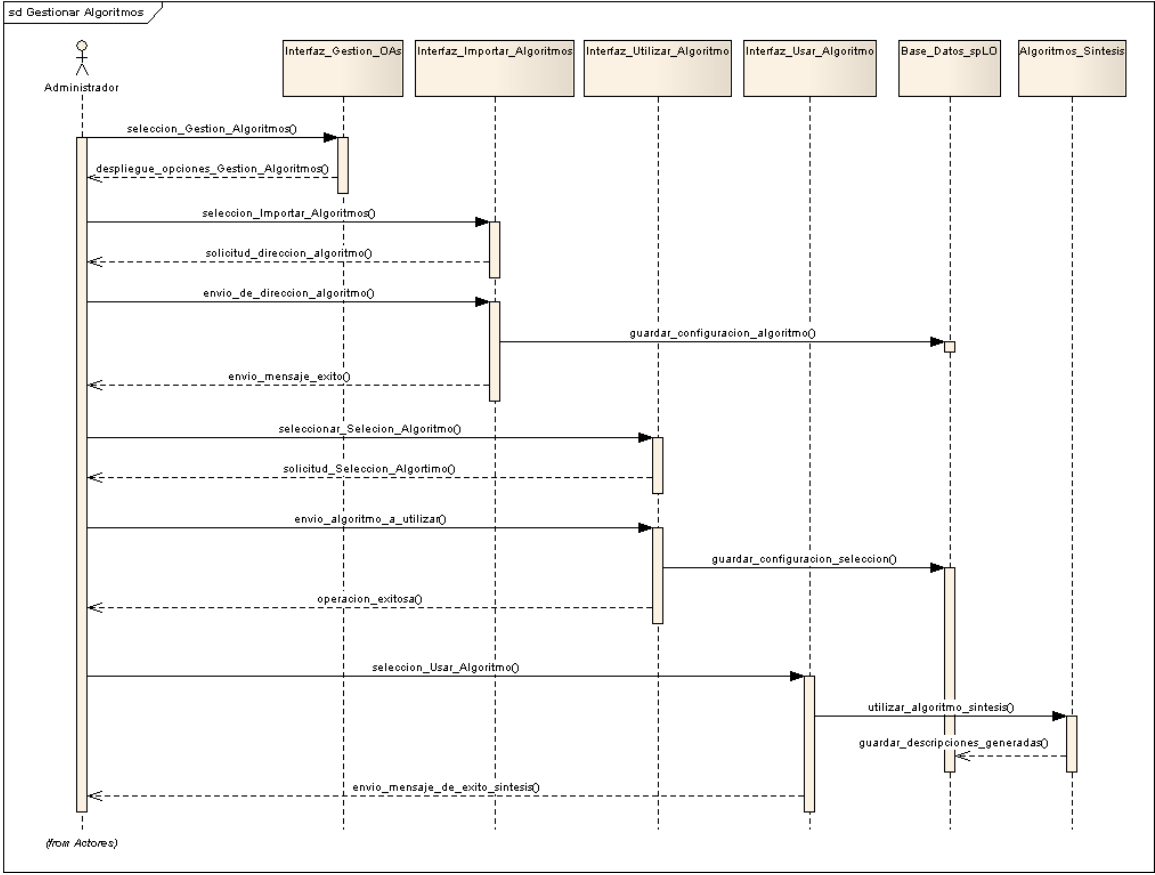 sd Gestionar Algoritmos
Administrador
Interfaz_Gestion_OAs
Interfaz_Importar_Algoritmos
Interfaz_Utilizar_Algoritmo
Interfaz_Usar_Algoritmo
Base_Datos_spLO
Algoritmos_Sintesis
seleccion_Gestion_Algoritmos()
despliegue_opciones_Gestion_Algoritmos()
seleccion_Importar_Algoritmos()
solicitud_direccion_algoritmo()
envio_de_direccion_algoritmo()
guardar_configuracion_algoritmo()
envio_mensaje_exito()
seleccionar_Selecion_Algoritmo()
solicitud_Seleccion_Algortimo()
envio_algoritmo_a_utilizar()
guardar_configuracion_seleccion()
operacion_exitosa()
seleccion_Usar_Algoritmo()
utilizar_algoritmo_sintesis()
guardar_descripciones_generadas()
envio_mensaje_de_exito_sintesis()
(from Actores)